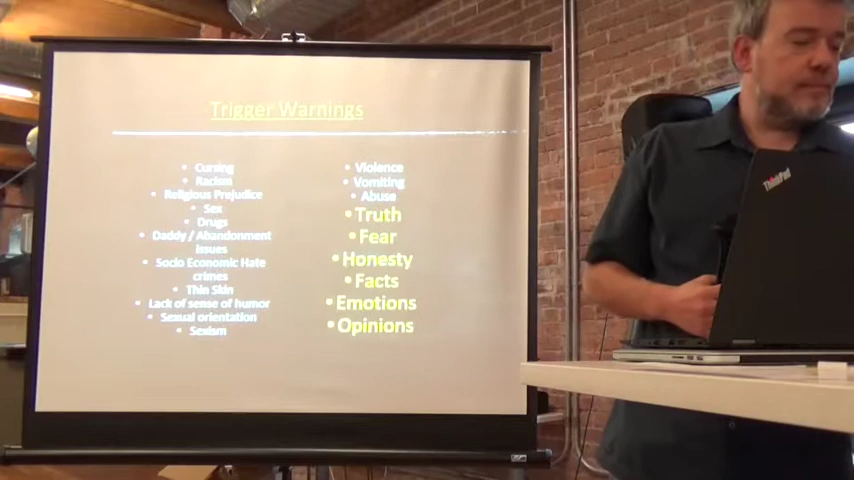 Trigger Warnings
• Cursing
• Racism
• Religious Prejudice
• Sex
• Drugs
• Daddy / Abandonment
Issues
• Socio Economic Hate
crimes
• Thin Skin
• Lack of sense of humor
• Sexual orientation
• Sexism
• Violence
• Vomiting
• Abuse
• Truth
• Fear
• Honesty
• Facts
• Emotions
• Opinions
ThinkPad